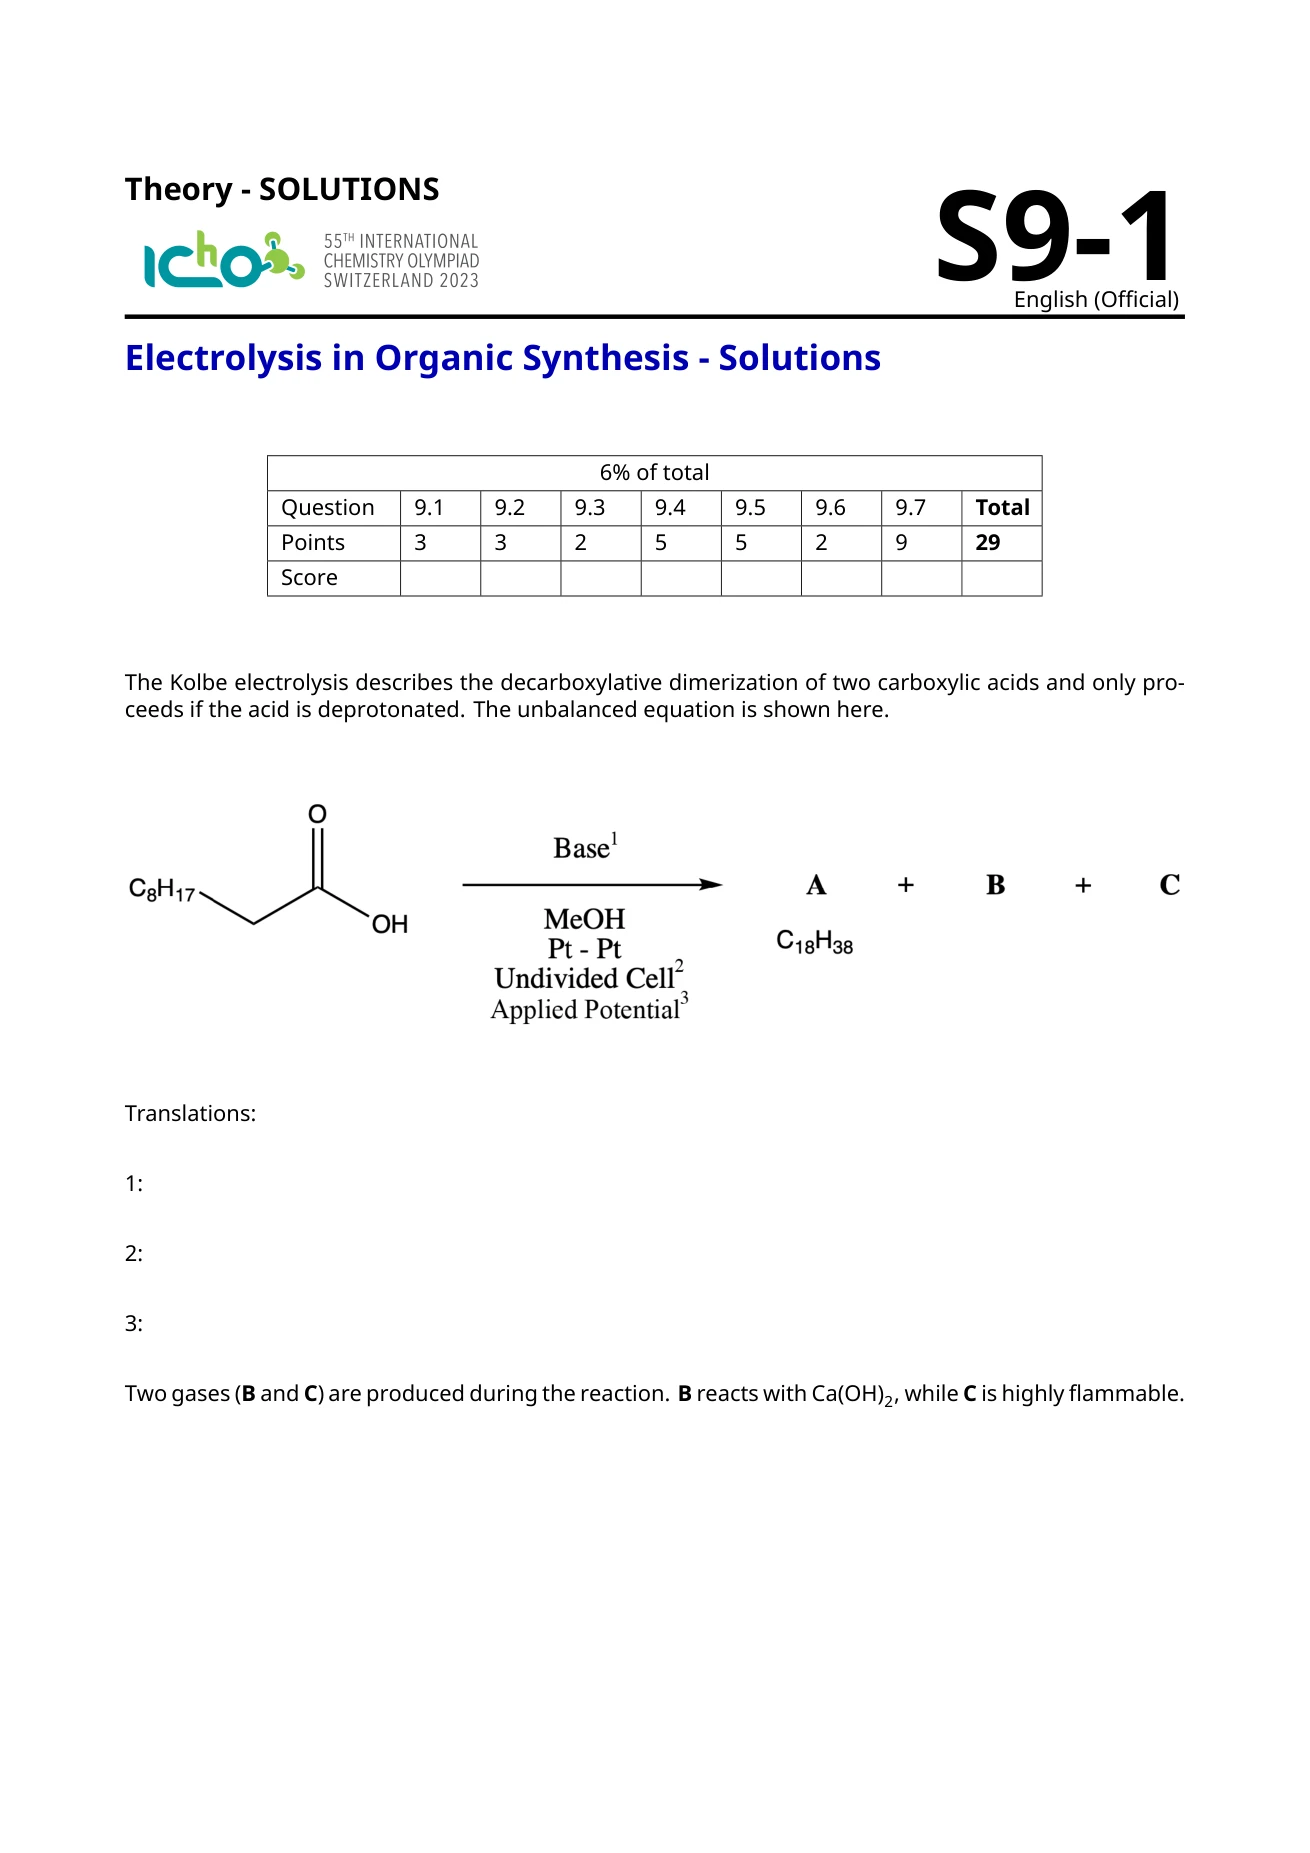 Theory - SOLUTIONS
IChO
55TH INTERNATIONAL
CHEMISTRY OLYMPIAD
SWITZERLAND 2023
S9-1
English (Official)
Electrolysis in Organic Synthesis - Solutions
6% of total
Question 9.1 9.2 9.3 9.4 9.5 9.6 9.7 Total
Points 3 3 2 5 5 2 9 29
Score
The Kolbe electrolysis describes the decarboxylative dimerization of two carboxylic acids and only pro-
ceeds if the acid is deprotonated. The unbalanced equation is shown here.
O
C8H17
OH
Base1
MeOH
Pt - Pt
Undivided Cell2
Applied Potential3
A + B + C
C18H38
Translations:
1:
2:
3:
Two gases (B and C) are produced during the reaction. B reacts with Ca(OH)2, while C is highly flammable.